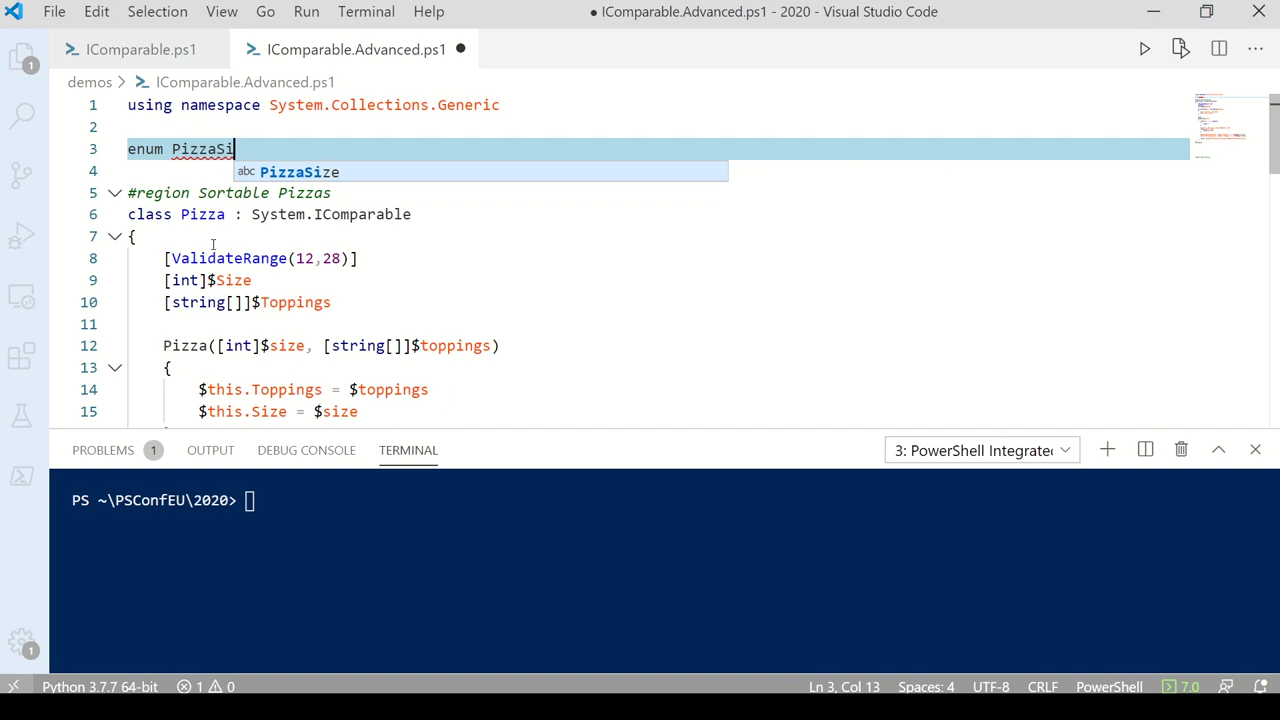 File Edit Selection View Go Run Terminal Help ● IComparable.Advanced.ps1 - 2020 - Visual Studio Code
IComparable.ps1 IComparable.Advanced.ps1 ●
demos > IComparable.Advanced.ps1
1 using namespace System.Collections.Generic
2
3 enum PizzaSi
abc PizzaSize
4
5 #region Sortable Pizzas
6 class Pizza : System.IComparable
7 {
8 [ValidateRange(12,28)]
9 [int]$Size
10 [string[]]$Toppings
11
12 Pizza([int]$size, [string[]]$toppings)
13 {
14 $this.Toppings = $toppings
15 $this.Size = $size
PROBLEMS 1 OUTPUT DEBUG CONSOLE TERMINAL 3: PowerShell Integrated
PS ~\PSConfEU\2020>
1
1
Python 3.7.7 64-bit 1 0 Ln 3, Col 13 Spaces: 4 UTF-8 CRLF PowerShell 7.0